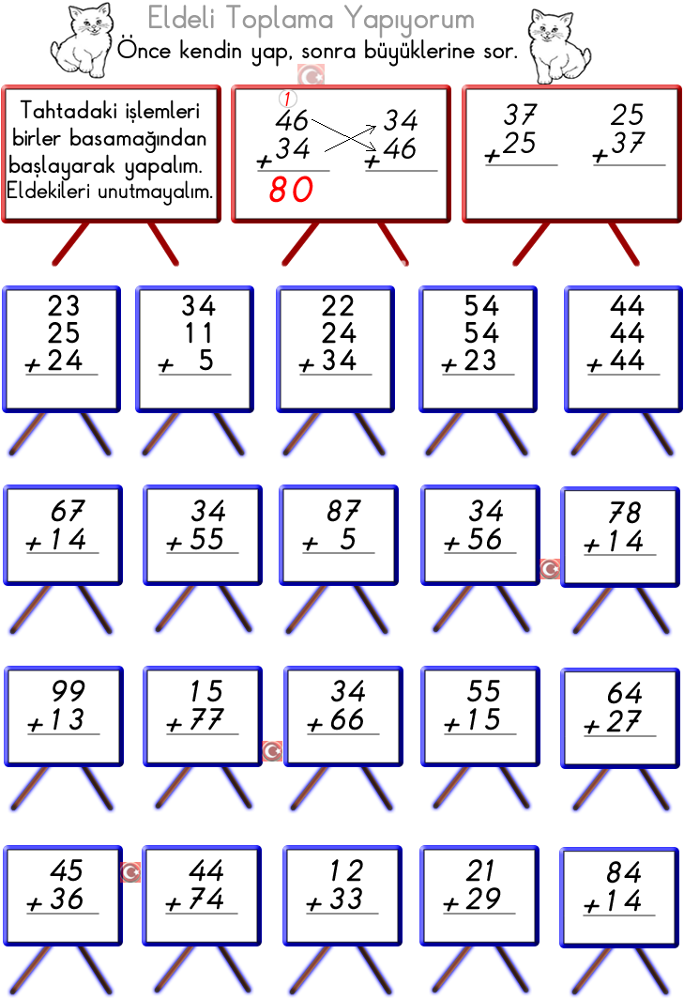 Eldeli Toplama Yapıyorum
Önce kendin yap, sonra büyüklerine sor.
Tahtadaki işlemleri
birler basamağından
başlayarak yapalım.
Eldekileri unutmayalım.
1
46 34
+34 +46
80
37 25
+25 +37
23 34 22 54 44
25 11 24 54 44
+24 + 5 +34 +23 +44
67 34 87 34 78
+14 +55 + 5 +56 +14
99 15 34 55 64
+13 +77 +66 +15 +27
45 44 12 21 84
+36 +74 +33 +29 +14